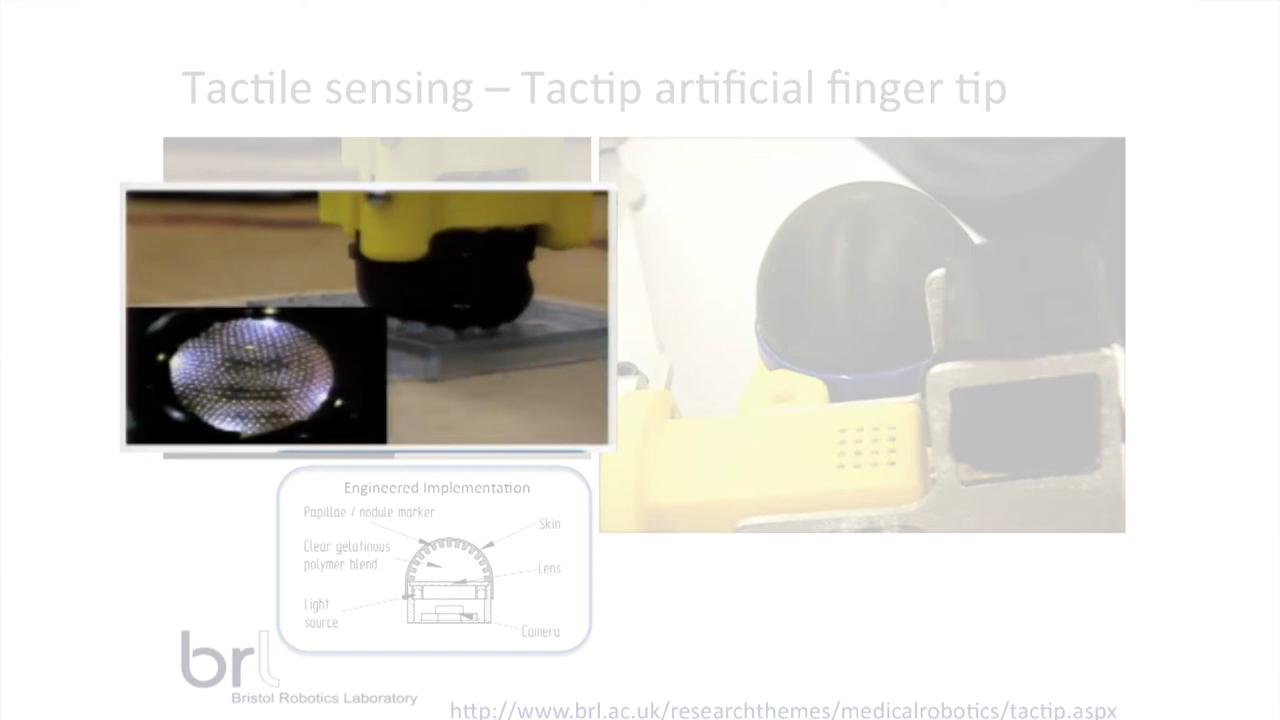 Tactile sensing – Tactip artificial finger tip
Engineered Implementation
Papillae / nodule marker
Skin
Clear gelatinous
polymer blend
Lens
Light
source
Camera
brl
Bristol Robotics Laboratory
http://www.brl.ac.uk/researchthemes/medicalrobotics/tactip.aspx